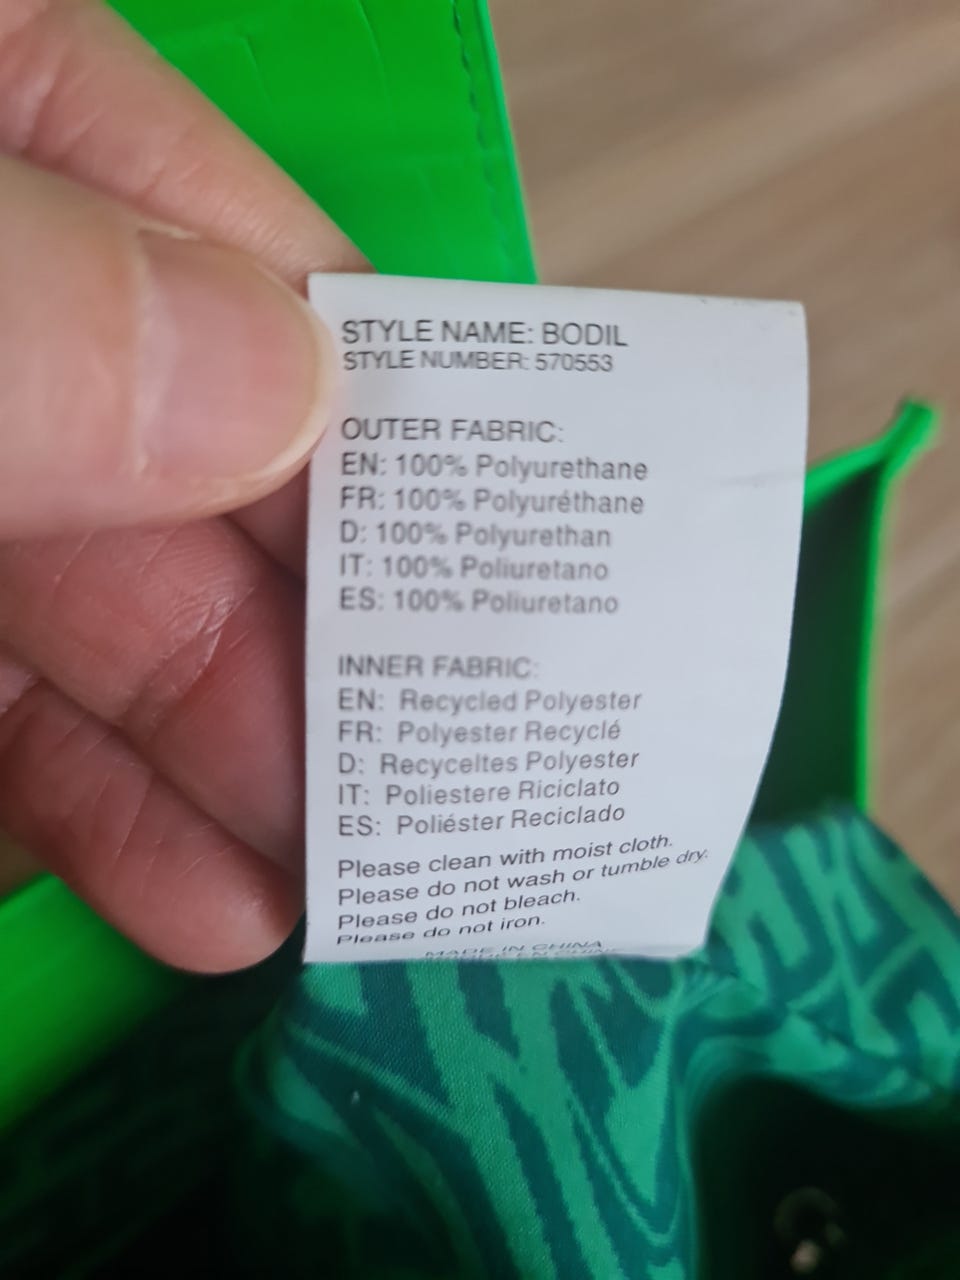 STYLE NAME: BODIL
STYLE NUMBER: 570553
OUTER FABRIC:
EN: 100% Polyurethane
FR: 100% Polyuréthane
D: 100% Polyurethan
IT: 100% Poliuretano
ES: 100% Poliuretano
INNER FABRIC:
EN: Recycled Polyester
FR: Polyester Recyclé
D: Recyceltes Polyester
IT: Poliestere Riciclato
ES: Poliéster Reciclado
Please clean with moist cloth.
Please do not wash or tumble dry.
Please do not bleach.
Please do not iron.
MADE IN CHINA